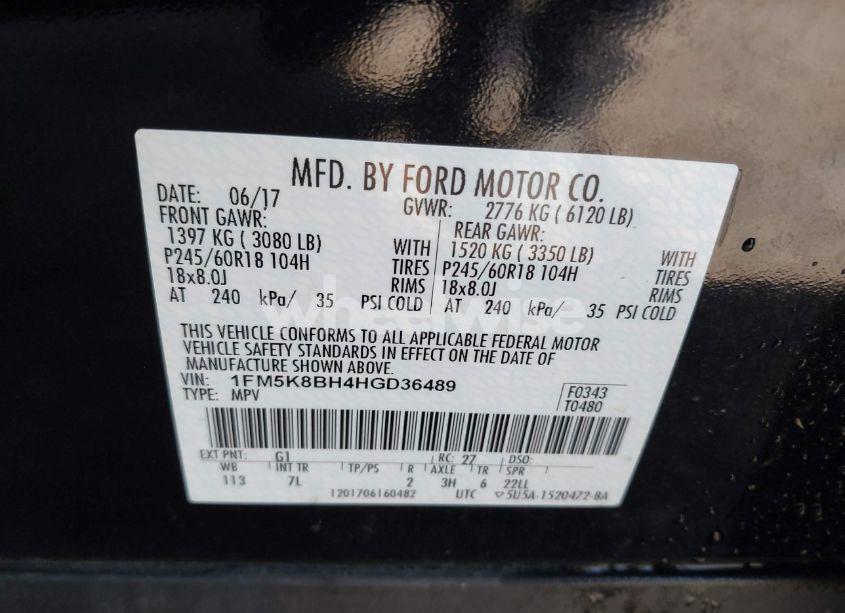 MFD. BY FORD MOTOR CO.
DATE: 06/17 GVWR: 2776 KG ( 6120 LB)
FRONT GAWR: REAR GAWR:
1397 KG ( 3080 LB) WITH 1520 KG ( 3350 LB) WITH
P245/60R18 104H TIRES P245/60R18 104H TIRES
18x8.0J RIMS 18x8.0J RIMS
AT 240 kPa/ 35 PSI COLD AT 240 kPa/ 35 PSI COLD
wheelwise
THIS VEHICLE CONFORMS TO ALL APPLICABLE FEDERAL MOTOR
VEHICLE SAFETY STANDARDS IN EFFECT ON THE DATE OF
MANUFACTURE SHOWN ABOVE.
VIN: 1FM5K8BH4HGD36489 F0343
TYPE: MPV T0480
EXT PNT: G1 RC: 27 DSO:
WB INT TR TP/PS R AXLE TR SPR
113 7L 2 3H 6 22LL
1201706160482 UTC 5U5A-1520472-BA